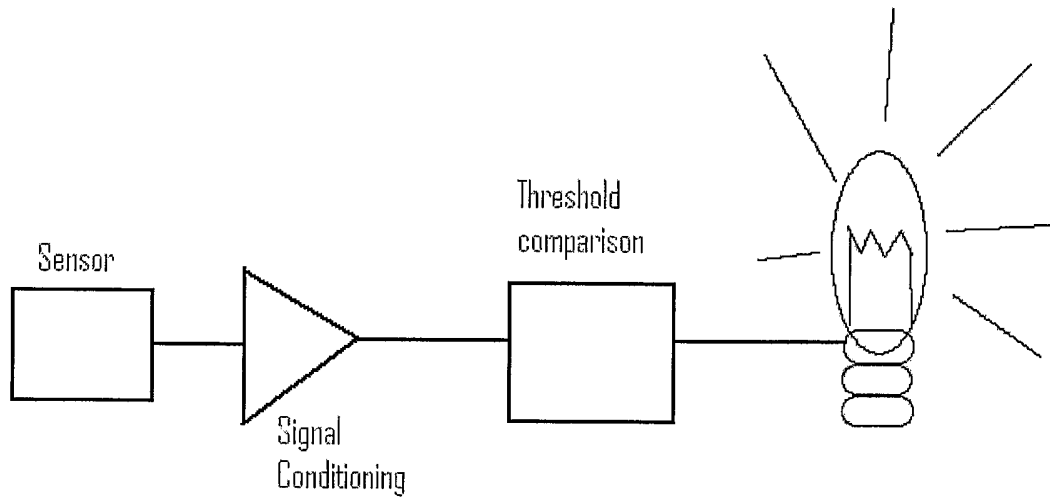 Sensor
Signal
Conditioning
Threshold
comparison